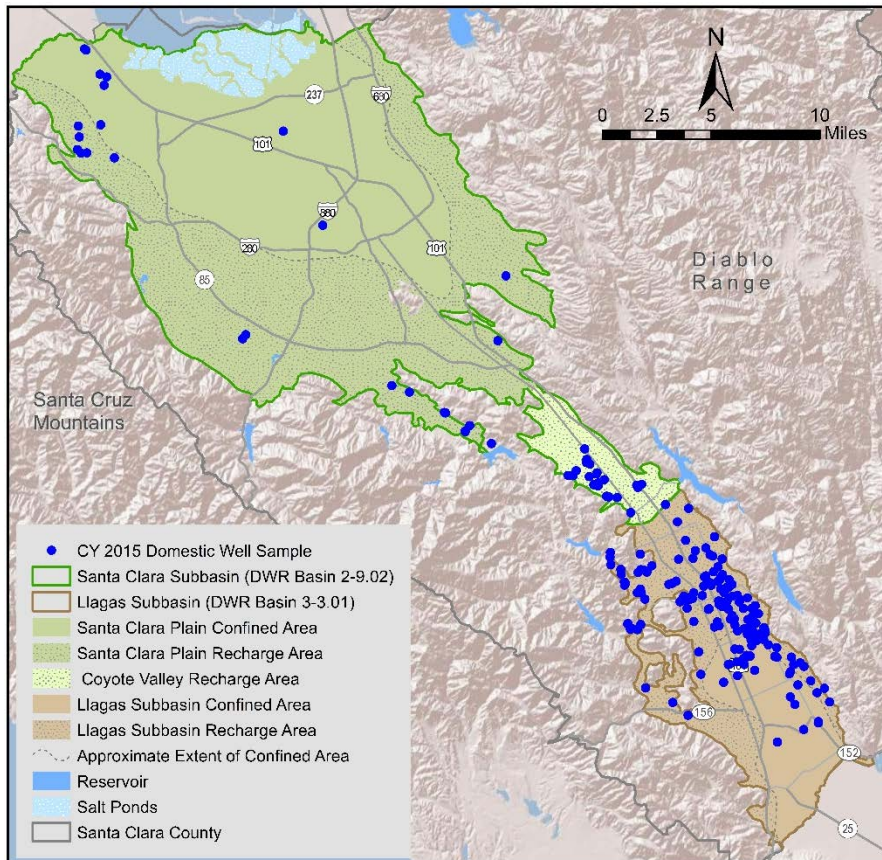 N
0 2.5 5 10
Miles
237
680
101
880
280
101
85
Diablo
Range
Santa Cruz
Mountains
156
152
25
CY 2015 Domestic Well Sample
Santa Clara Subbasin (DWR Basin 2-9.02)
Llagas Subbasin (DWR Basin 3-3.01)
Santa Clara Plain Confined Area
Santa Clara Plain Recharge Area
Coyote Valley Recharge Area
Llagas Subbasin Confined Area
Llagas Subbasin Recharge Area
Approximate Extent of Confined Area
Reservoir
Salt Ponds
Santa Clara County